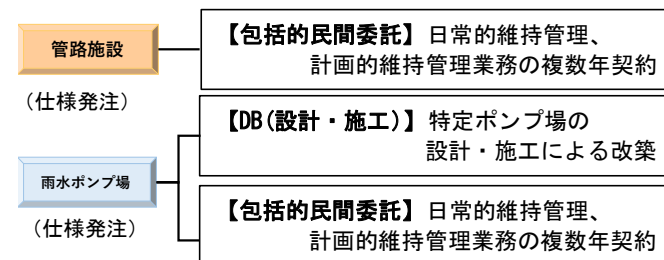 管路施設
(仕様発注)
【包括的民間委託】日常的維持管理、
計画的維持管理業務の複数年契約
雨水ポンプ場
(仕様発注)
【DB(設計・施工)】特定ポンプ場の
設計・施工による改築
【包括的民間委託】日常的維持管理、
計画的維持管理業務の複数年契約